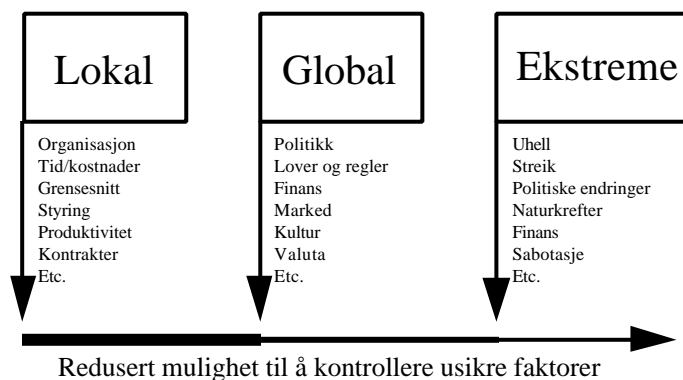 Lokal
Organisasjon
Tid/kostnader
Grensesnitt
Styring
Produktivitet
Kontrakter
Etc.
Global
Politikk
Lover og regler
Finans
Marked
Kultur
Valuta
Etc.
Ekstreme
Uhell
Streik
Politiske endringer
Naturkrefter
Finans
Sabotasje
Etc.
Redusert mulighet til å kontrollere usikre faktorer